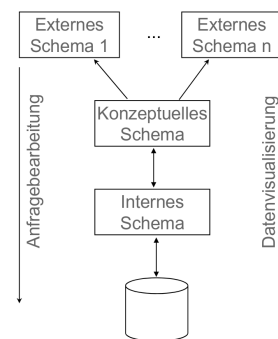 Externes
Schema 1
...
Externes
Schema n
Konzeptuelles
Schema
Internes
Schema
Anfragebearbeitung
Datenvisualisierung